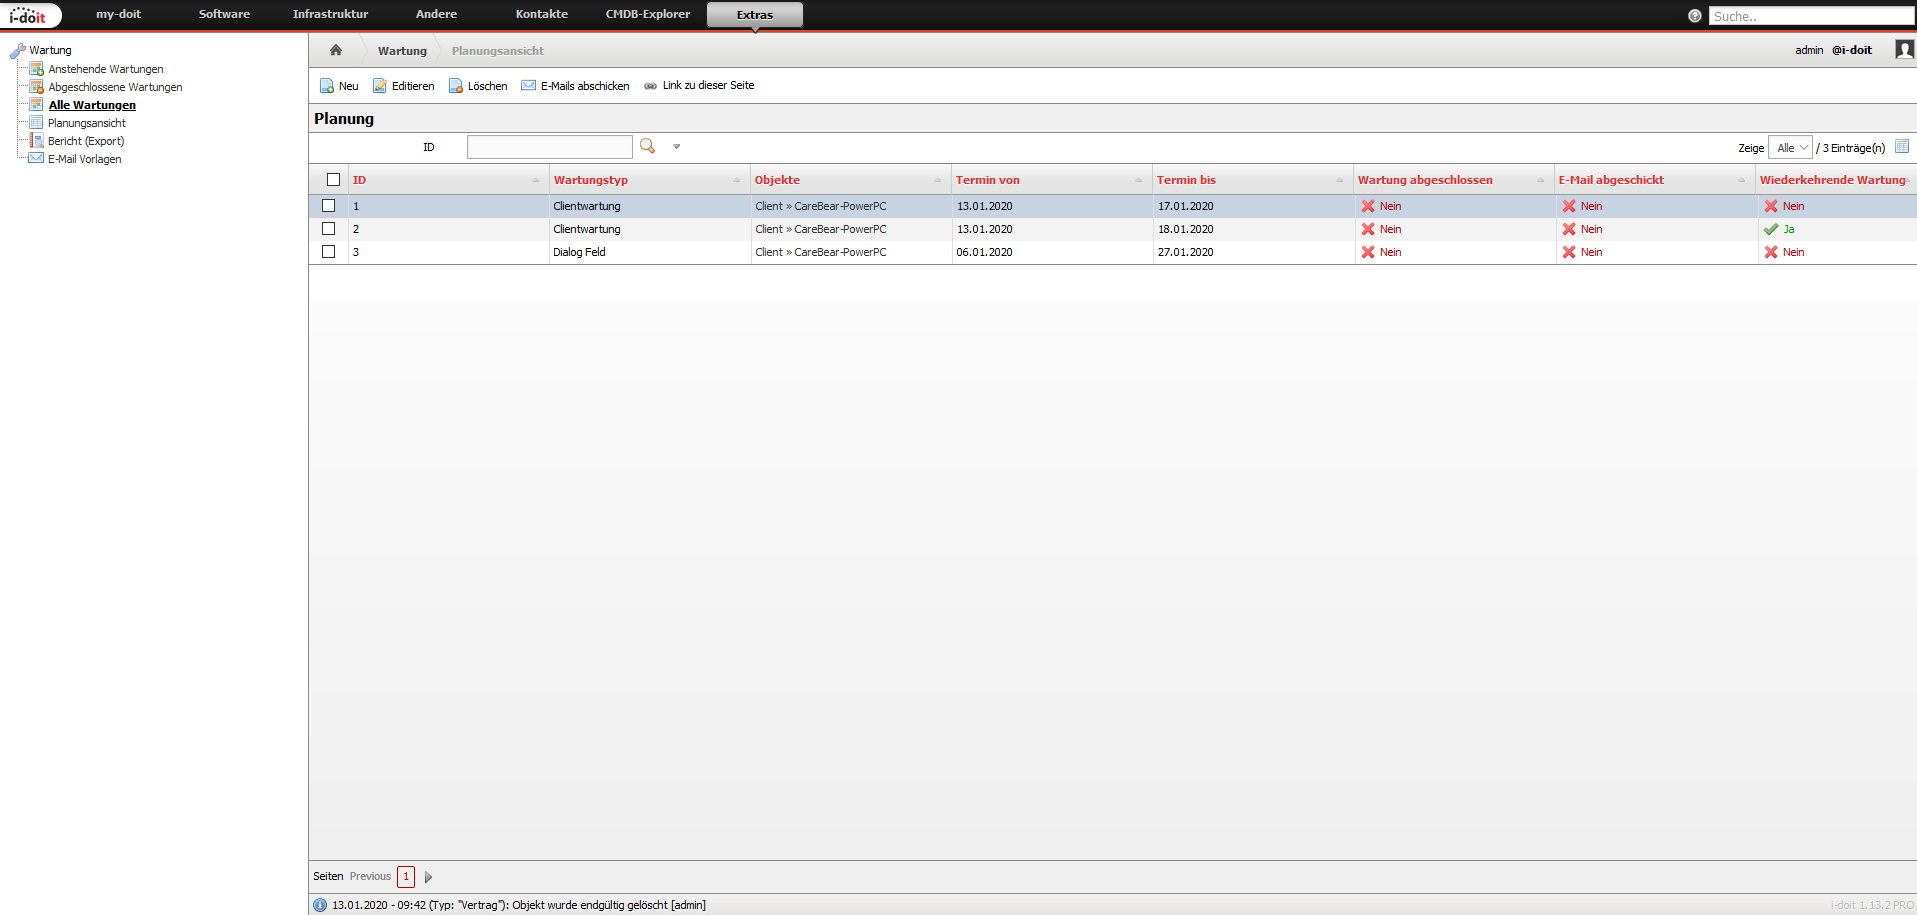 i-doit my-doit Software Infrastruktur Andere Kontakte CMDB-Explorer Extras Suche..
Wartung
Anstehende Wartungen
Abgeschlossene Wartungen
Alle Wartungen
Planungsansicht
Bericht (Export)
E-Mail Vorlagen
Wartung Planungsansicht admin @i-doit
Neu Editieren Löschen E-Mails abschicken Link zu dieser Seite
Planung
ID Zeige Alle / 3 Einträge(n)
ID Wartungstyp Objekte Termin von Termin bis Wartung abgeschlossen E-Mail abgeschickt Wiederkehrende Wartung
1 Clientwartung Client » CareBear-PowerPC 13.01.2020 17.01.2020 Nein Nein Nein
2 Clientwartung Client » CareBear-PowerPC 13.01.2020 18.01.2020 Nein Nein Ja
3 Dialog Feld Client » CareBear-PowerPC 06.01.2020 27.01.2020 Nein Nein Nein
Seiten Previous 1
13.01.2020 - 09:42 (Typ: "Vertrag"): Objekt wurde endgültig gelöscht [admin] i-doit 1.13.2 PRO